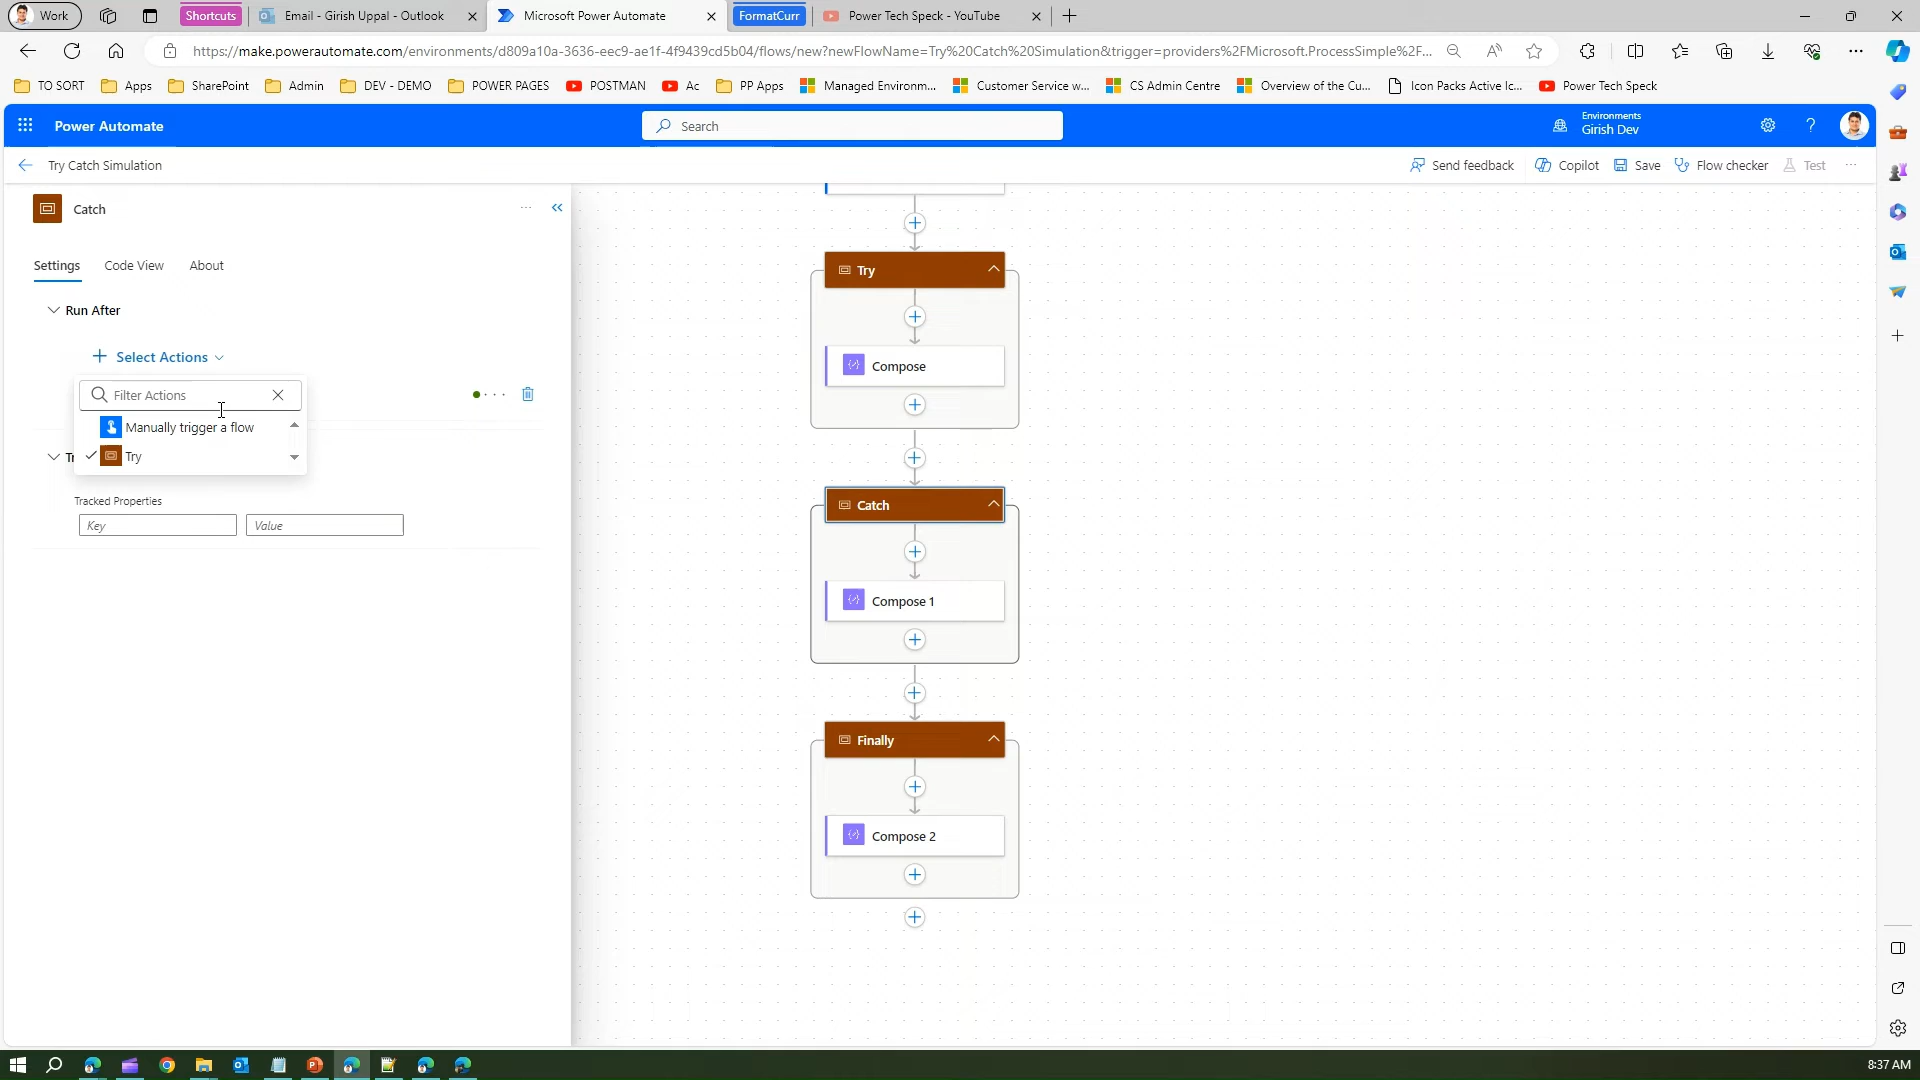 Work
Shortcuts
Email - Girish Uppal - Outlook
Microsoft Power Automate
FormatCurr
Power Tech Speck - YouTube
https://make.powerautomate.com/environments/d809a10a-3636-eec9-ae1f-4f9439cd5b04/flows/new?newFlowName=Try%20Catch%20Simulation&trigger=providers%2FMicrosoft.ProcessSimple%2F...
TO SORT
Apps
SharePoint
Admin
DEV - DEMO
POWER PAGES
POSTMAN
Ac
PP Apps
Managed Environm...
Customer Service w...
CS Admin Centre
Overview of the Cu...
Icon Packs Active Ic...
Power Tech Speck
Power Automate
Search
Environments
Girish Dev
Try Catch Simulation
Send feedback
Copilot
Save
Flow checker
Test
Catch
Settings
Code View
About
Run After
Select Actions
Filter Actions
Manually trigger a flow
Try
Tracked Properties
Key
Value
Try
Compose
Catch
Compose 1
Finally
Compose 2
8:37 AM